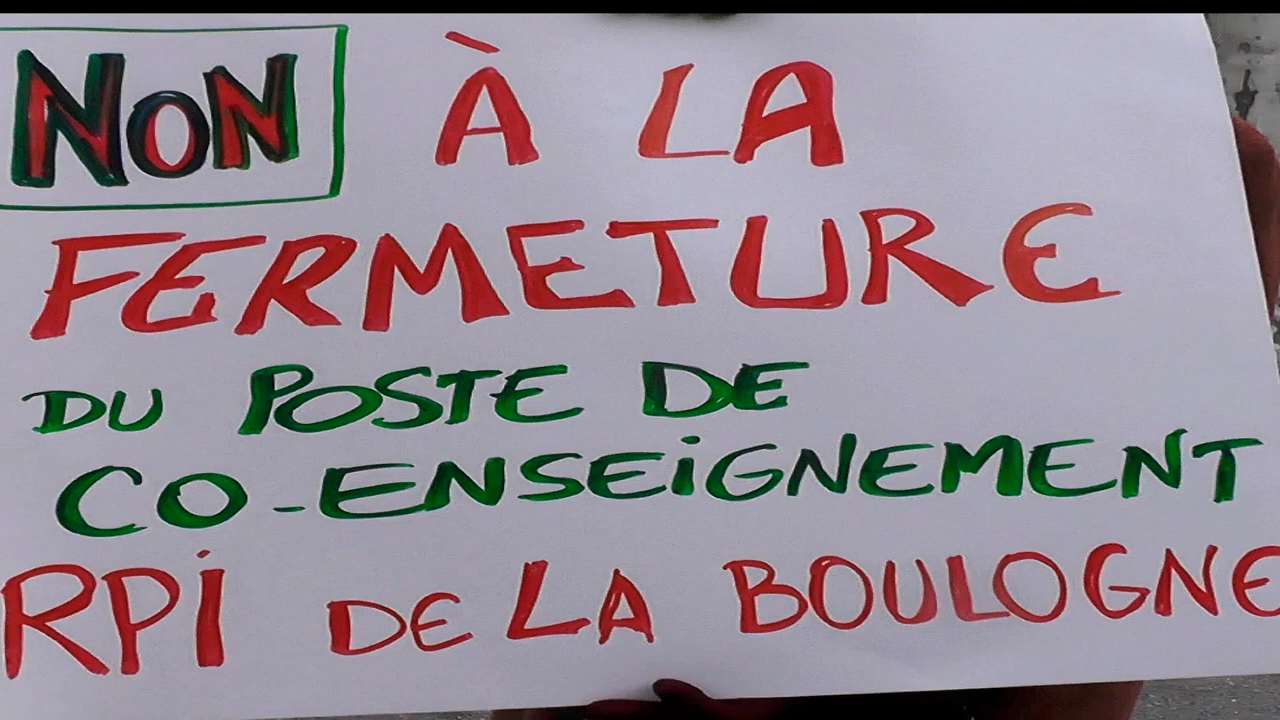 NON À LA
FERMETURE
DU POSTE DE
CO-ENSEiGNEMENT
RPi DE LA BOULOGNE